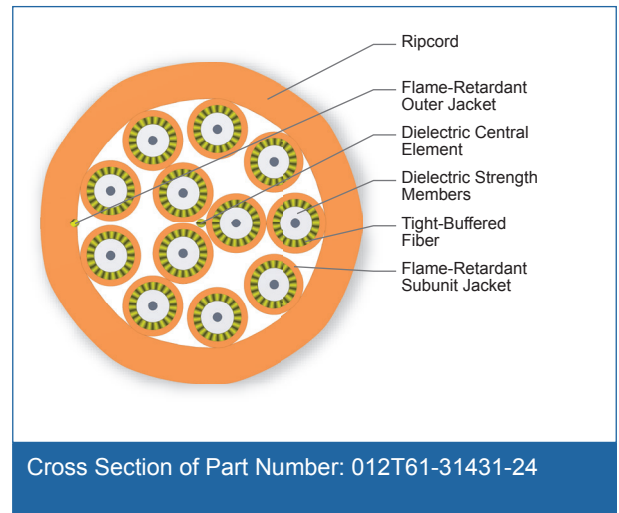 Ripcord
Flame-Retardant
Outer Jacket
Dielectric Central
Element
Dielectric Strength
Members
Tight-Buffered
Fiber
Flame-Retardant
Subunit Jacket
Cross Section of Part Number: 012T61-31431-24